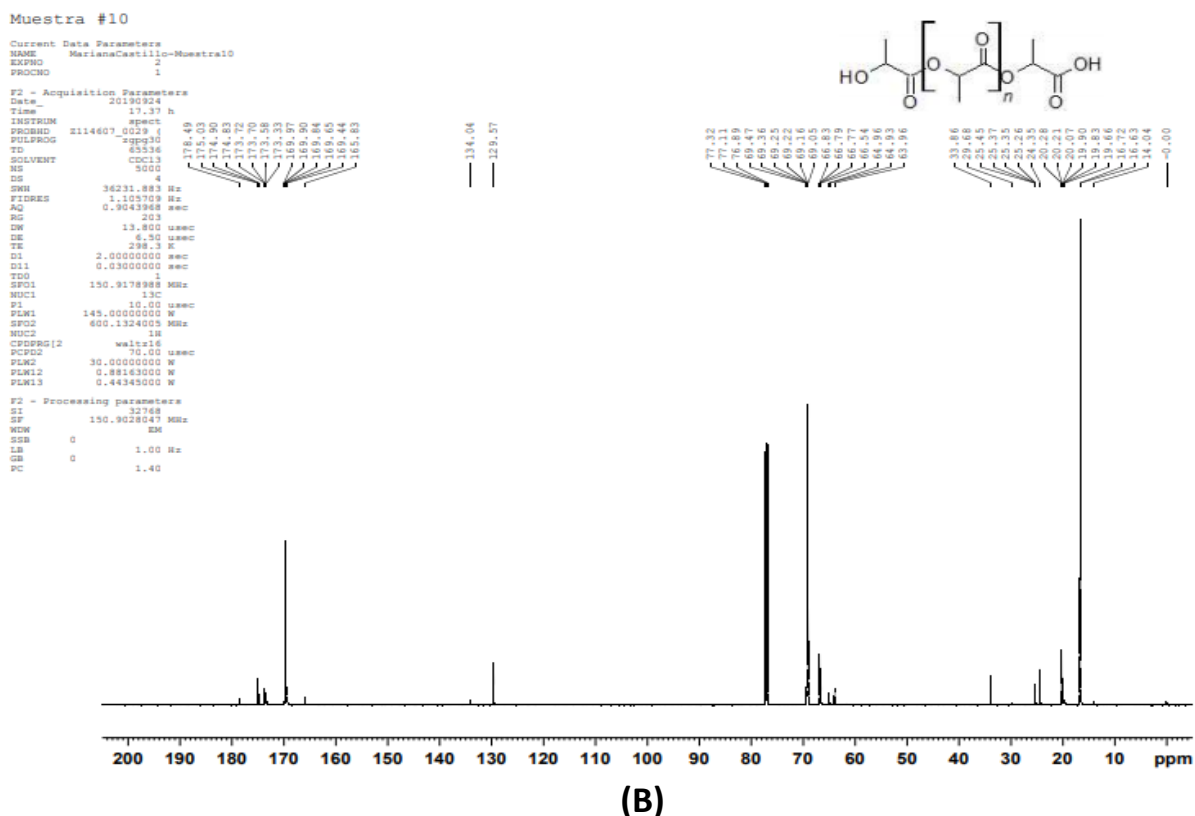 Muestra #10
Current Data Parameters
NAME MarianaCastillo-Muestra10
EXPNO 2
PROCNO 1
F2 - Acquisition Parameters
Date_ 20190924
Time 17.37 h
INSTRUM spect
PROBHD Z114607_0029 (
PULPROG zgpg30
TD 65536
SOLVENT CDCl3
NS 5000
DS 4
SWH 36231.883 Hz
FIDRES 1.105709 Hz
AQ 0.9043968 sec
RG 203
DW 13.800 usec
DE 6.50 usec
TE 298.3 K
D1 2.00000000 sec
D11 0.03000000 sec
TD0 1
SFO1 150.9178988 MHz
NUC1 13C
P1 10.00 usec
PLW1 145.00000000 W
SFO2 600.1324005 MHz
NUC2 1H
CPDPRG[2 waltz16
PCPD2 70.00 usec
PLW2 30.00000000 W
PLW12 0.88163000 W
PLW13 0.44345000 W
F2 - Processing parameters
SI 32768
SF 150.9028047 MHz
WDW EM
SSB 0
LB 1.00 Hz
GB 0
PC 1.40
178.49
175.03
174.90
174.83
173.72
173.70
173.58
173.33
169.97
169.90
169.84
169.65
169.44
165.83
134.04
129.57
77.32
77.11
76.89
69.47
69.36
69.25
69.22
69.16
69.05
66.83
66.79
66.77
66.54
64.96
64.93
63.96
33.86
29.68
25.45
25.37
25.35
25.26
24.35
20.28
20.21
20.07
19.90
19.83
19.66
16.72
16.63
14.04
-0.00
O O OH
HO O O n
O O
200 190 180 170 160 150 140 130 120 110 100 90 80 70 60 50 40 30 20 10 ppm
(B)